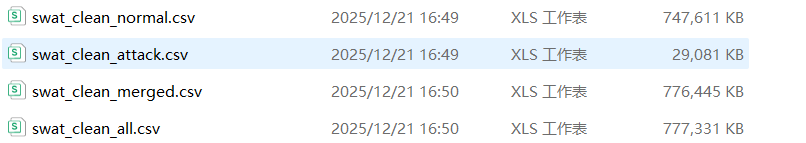 swat_clean_normal.csv 2025/12/21 16:49 XLS 工作表 747,611 KB
swat_clean_attack.csv 2025/12/21 16:49 XLS 工作表 29,081 KB
swat_clean_merged.csv 2025/12/21 16:50 XLS 工作表 776,445 KB
swat_clean_all.csv 2025/12/21 16:50 XLS 工作表 777,331 KB